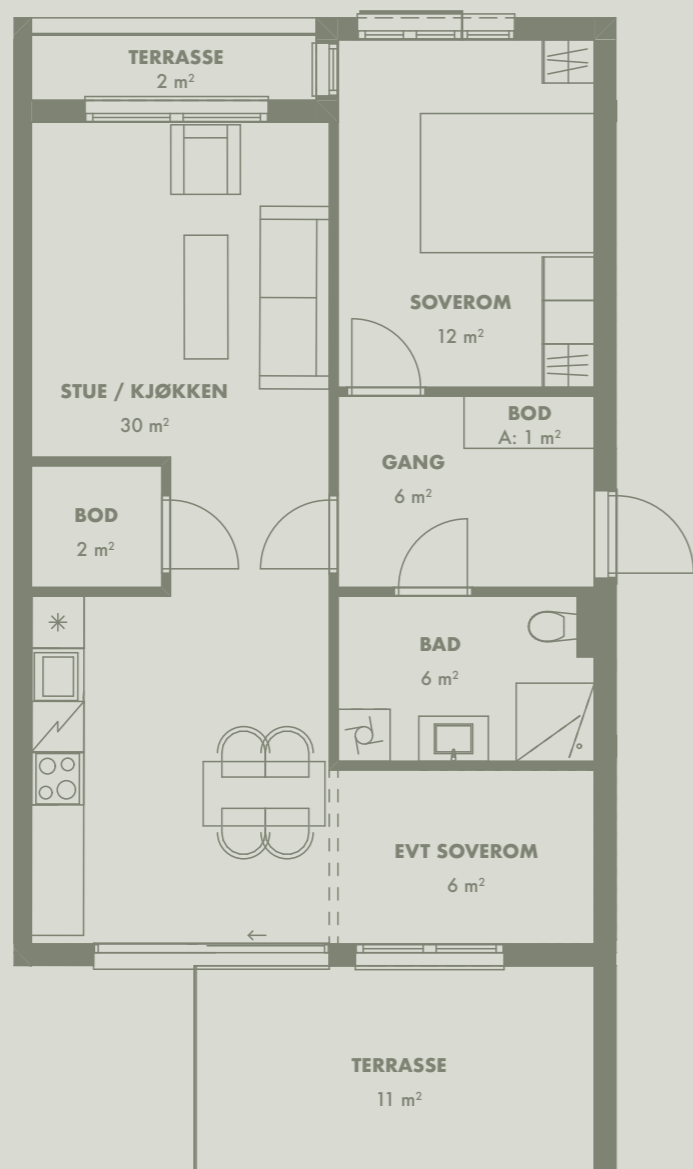 TERRASSE
2 m²
SOVEROM
12 m²
STUE / KJØKKEN
30 m²
BOD
A: 1 m²
GANG
6 m²
BOD
2 m²
BAD
6 m²
EVT SOVEROM
6 m²
TERRASSE
11 m²